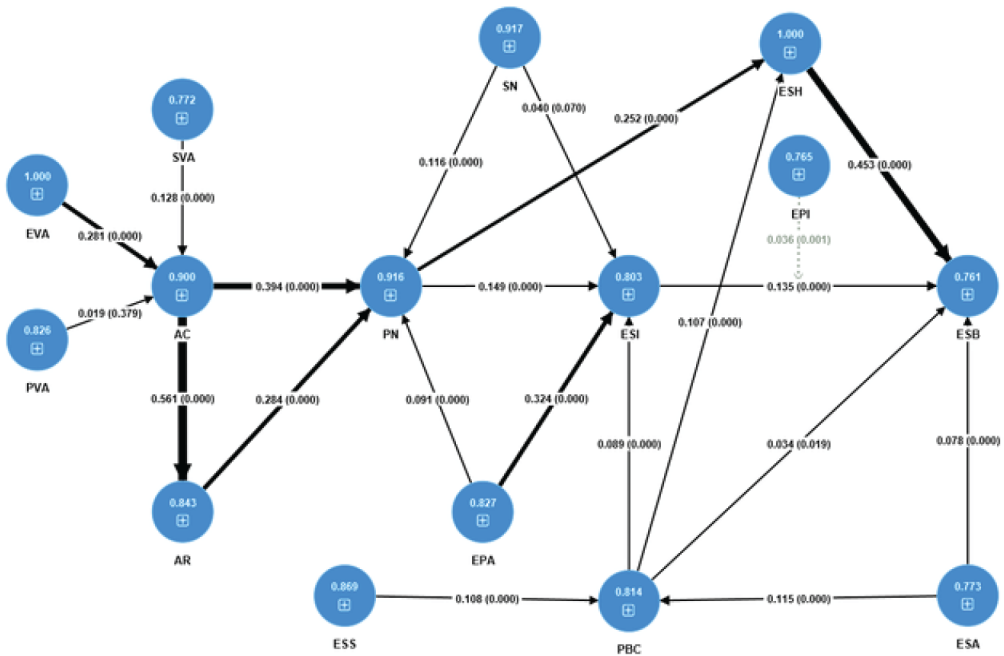 0.917
SN
1.000
ESH
0.772
SVA
0.040 (0.070)
0.252 (0.000)
0.116 (0.000)
0.765
EPI
0.453 (0.000)
1.000
EVA
0.128 (0.000)
0.281 (0.000)
0.036 (0.001)
0.900
AC
0.394 (0.000)
0.916
PN
0.149 (0.000)
0.803
ESI
0.135 (0.000)
0.761
ESB
0.019 (0.379)
0.826
PVA
0.107 (0.000)
0.561 (0.000)
0.284 (0.000)
0.091 (0.000)
0.324 (0.000)
0.089 (0.000)
0.034 (0.019)
0.078 (0.000)
0.843
AR
0.827
EPA
0.869
ESS
0.108 (0.000)
0.814
PBC
0.115 (0.000)
0.773
ESA